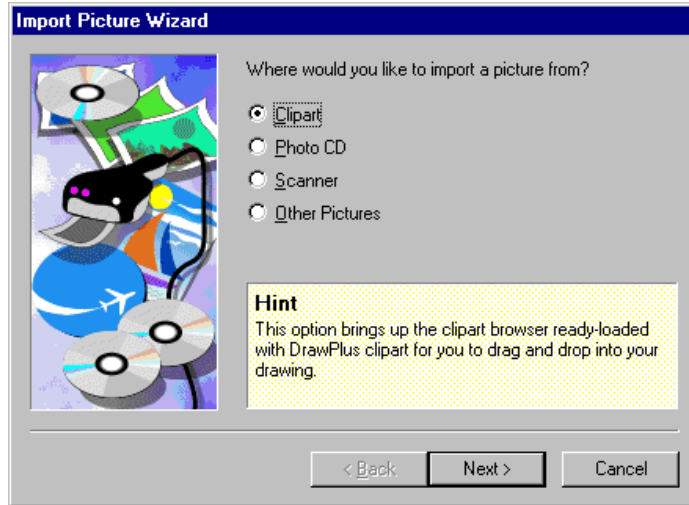 Import Picture Wizard
Where would you like to import a picture from?
Clipart
Photo CD
Scanner
Other Pictures
Hint
This option brings up the clipart browser ready-loaded
with DrawPlus clipart for you to drag and drop into your
drawing.
< Back
Next >
Cancel